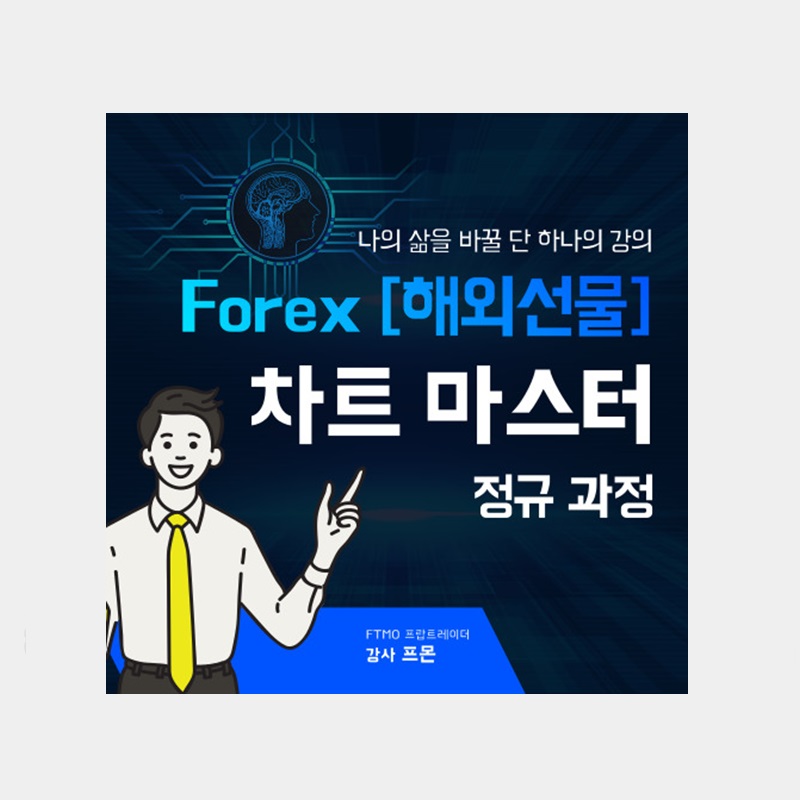 나의 삶을 바꿀 단 하나의 강의
Forex [해외선물]
차트 마스터
정규 과정
FTMO 프랍트레이더
강사 프몬